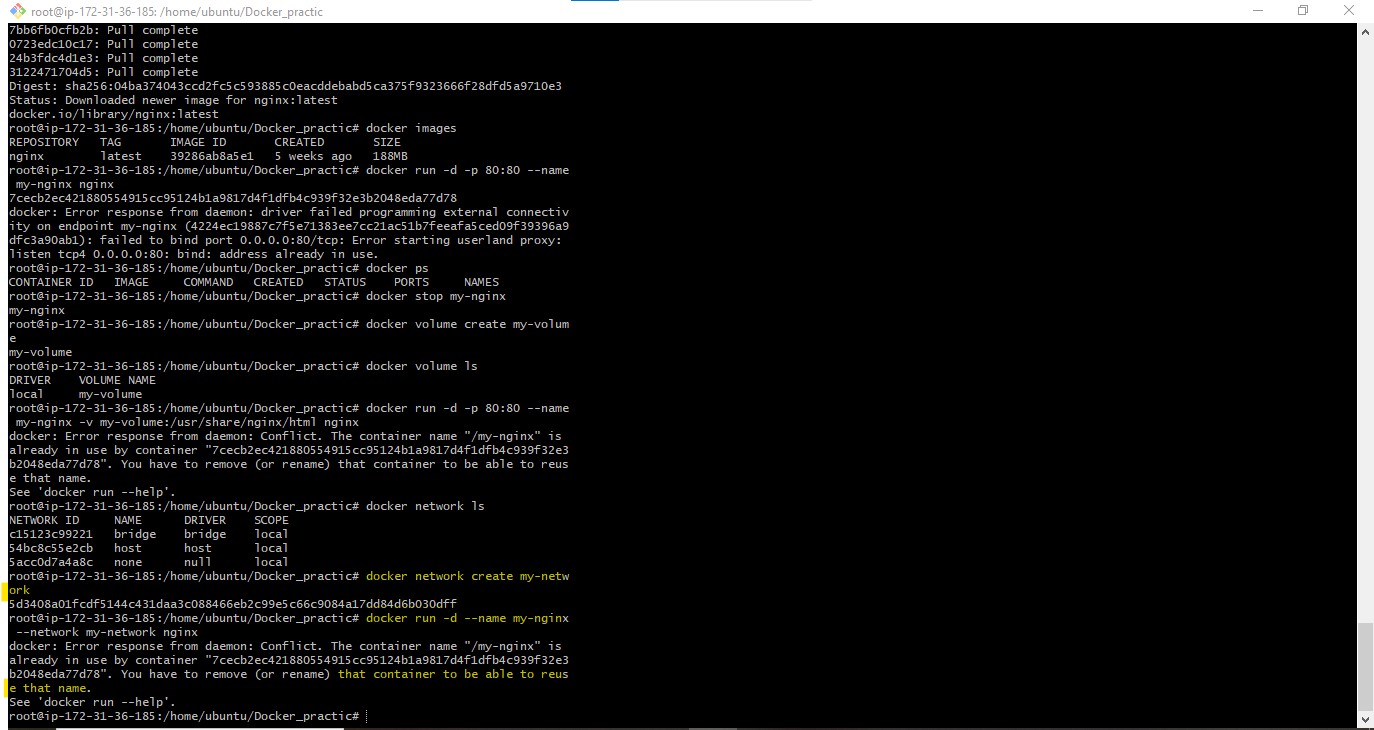 root@ip-172-31-36-185: /home/ubuntu/Docker_practic
7bb6fb0cfb2b: Pull complete
0723edc10c17: Pull complete
24b3fdc4d1e3: Pull complete
3122471704d5: Pull complete
Digest: sha256:04ba374043ccd2fc5c593885c0eacddebabd5ca375f9323666f28dfd5a9710e3
Status: Downloaded newer image for nginx:latest
docker.io/library/nginx:latest
root@ip-172-31-36-185:/home/ubuntu/Docker_practic# docker images
REPOSITORY   TAG       IMAGE ID       CREATED       SIZE
nginx        latest    39286ab8a5e1   5 weeks ago   188MB
root@ip-172-31-36-185:/home/ubuntu/Docker_practic# docker run -d -p 80:80 --name
 my-nginx nginx
7cecb2ec421880554915cc95124b1a9817d4f1dfb4c939f32e3b2048eda77d78
docker: Error response from daemon: driver failed programming external connectiv
ity on endpoint my-nginx (4224ec19887c7f5e71383ee7cc21ac51b7feeafa5ced09f39396a9
dfc3a90ab1): failed to bind port 0.0.0.0:80/tcp: Error starting userland proxy:
listen tcp4 0.0.0.0:80: bind: address already in use.
root@ip-172-31-36-185:/home/ubuntu/Docker_practic# docker ps
CONTAINER ID   IMAGE     COMMAND   CREATED   STATUS    PORTS     NAMES
root@ip-172-31-36-185:/home/ubuntu/Docker_practic# docker stop my-nginx
my-nginx
root@ip-172-31-36-185:/home/ubuntu/Docker_practic# docker volume create my-volum
e
my-volume
root@ip-172-31-36-185:/home/ubuntu/Docker_practic# docker volume ls
DRIVER    VOLUME NAME
local     my-volume
root@ip-172-31-36-185:/home/ubuntu/Docker_practic# docker run -d -p 80:80 --name
 my-nginx -v my-volume:/usr/share/nginx/html nginx
docker: Error response from daemon: Conflict. The container name "/my-nginx" is
already in use by container "7cecb2ec421880554915cc95124b1a9817d4f1dfb4c939f32e3
b2048eda77d78". You have to remove (or rename) that container to be able to reus
e that name.
See 'docker run --help'.
root@ip-172-31-36-185:/home/ubuntu/Docker_practic# docker network ls
NETWORK ID     NAME      DRIVER    SCOPE
c15123c99221   bridge    bridge    local
54bc8c55e2cb   host      host      local
5acc0d7a4a8c   none      null      local
root@ip-172-31-36-185:/home/ubuntu/Docker_practic# docker network create my-netw
ork
5d3408a01fcdf5144c431daa3c088466eb2c99e5c66c9084a17dd84d6b030dff
root@ip-172-31-36-185:/home/ubuntu/Docker_practic# docker run -d --name my-nginx
 --network my-network nginx
docker: Error response from daemon: Conflict. The container name "/my-nginx" is
already in use by container "7cecb2ec421880554915cc95124b1a9817d4f1dfb4c939f32e3
b2048eda77d78". You have to remove (or rename) that container to be able to reus
e that name.
See 'docker run --help'.
root@ip-172-31-36-185:/home/ubuntu/Docker_practic#